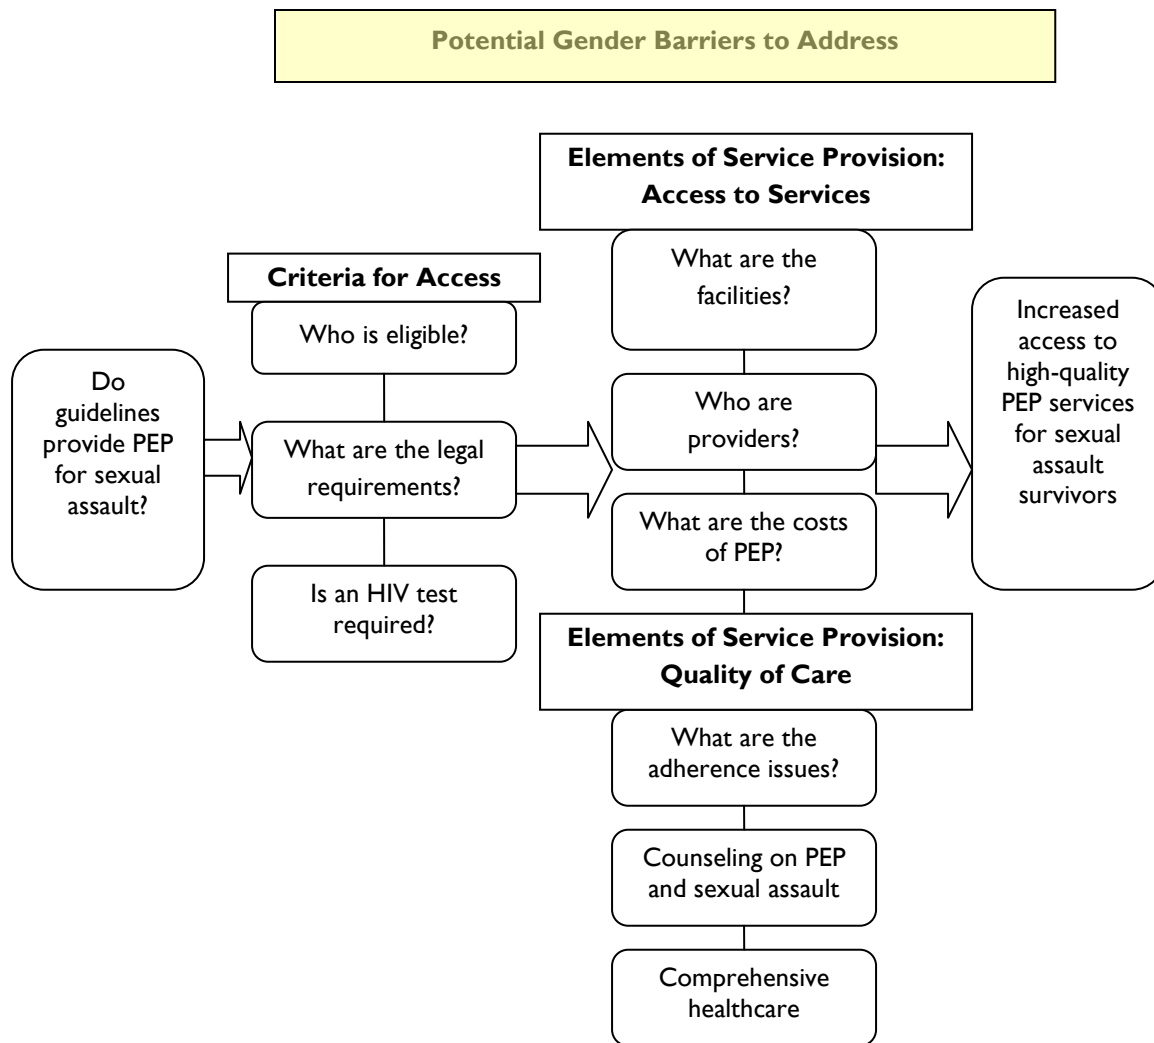 Potential Gender Barriers to Address
Do
guidelines
provide PEP
for sexual
assault?
Criteria for Access
Who is eligible?
What are the legal
requirements?
Is an HIV test
required?
Elements of Service Provision:
Access to Services
What are the
facilities?
Who are
providers?
What are the costs
of PEP?
Elements of Service Provision:
Quality of Care
What are the
adherence issues?
Counseling on PEP
and sexual assault
Comprehensive
healthcare
Increased
access to
high-quality
PEP services
for sexual
assault
survivors